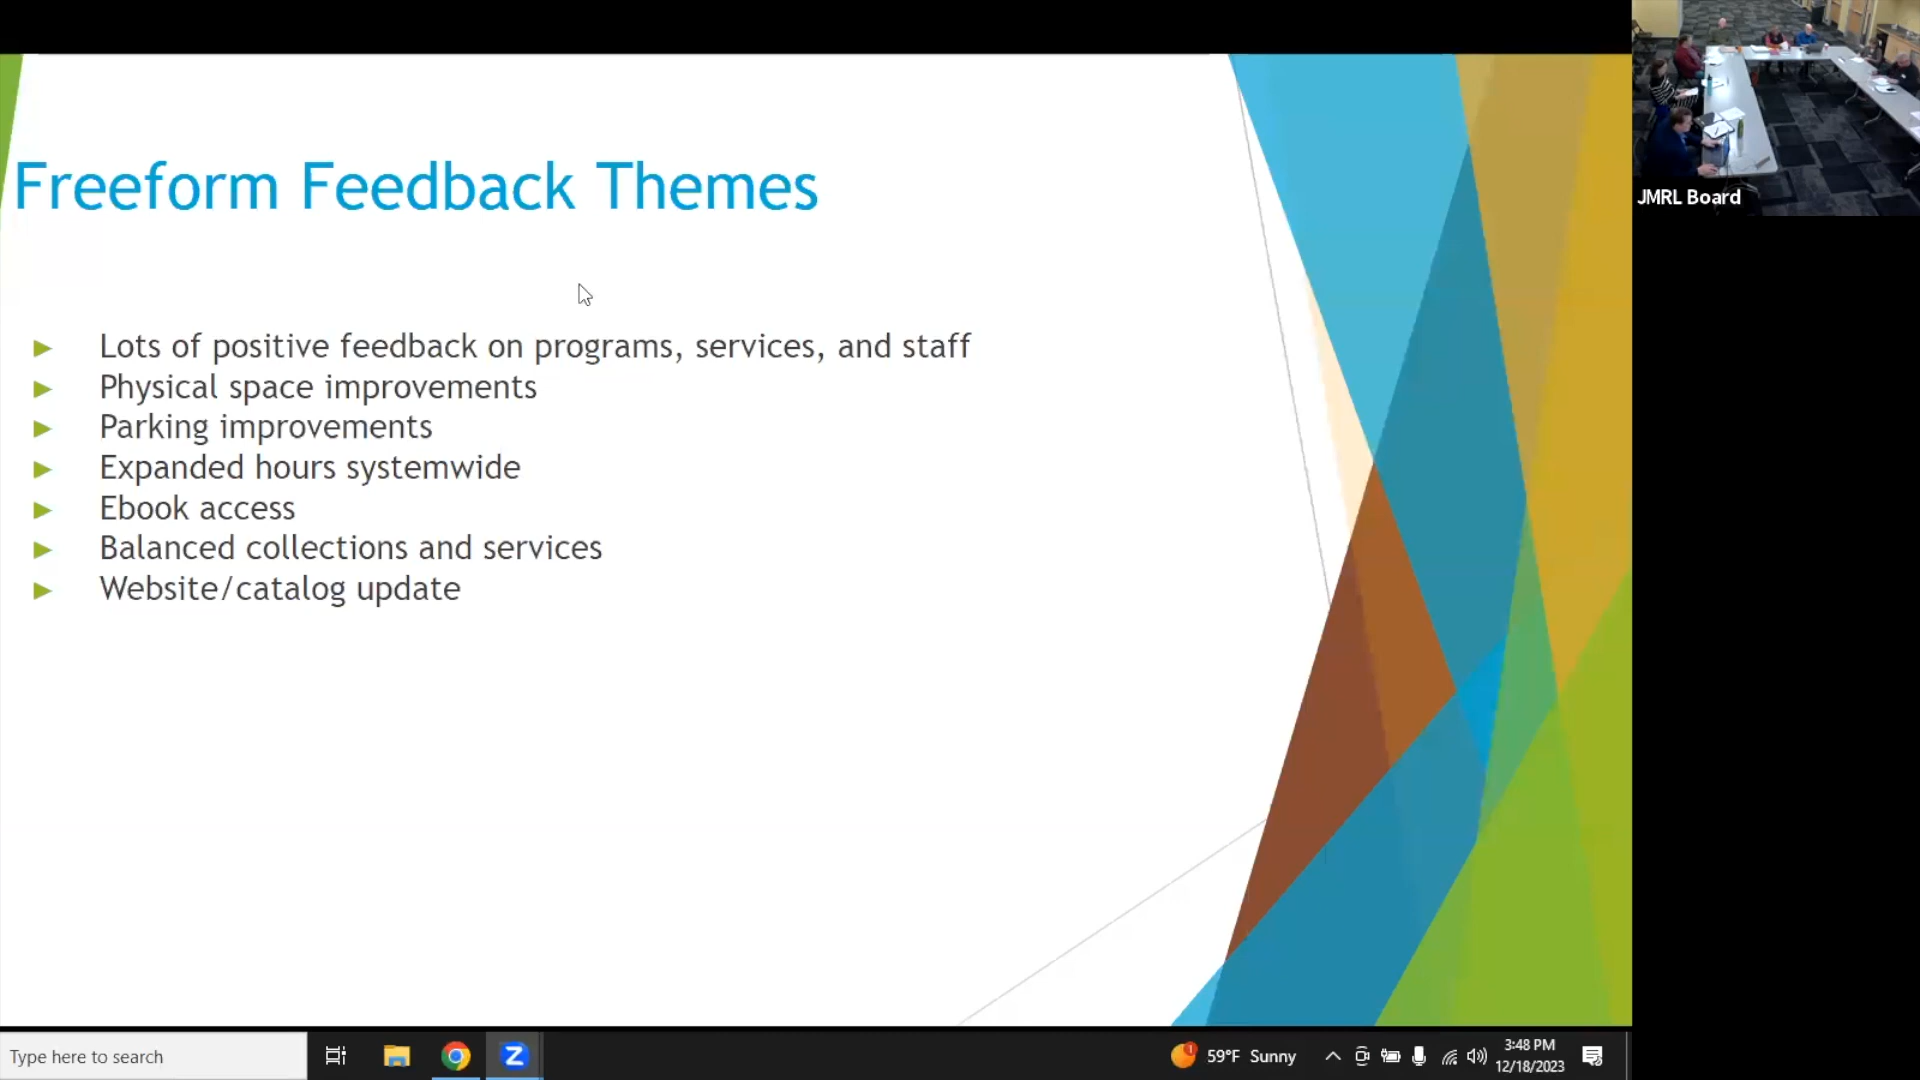 Freeform Feedback Themes
Lots of positive feedback on programs, services, and staff
Physical space improvements
Parking improvements
Expanded hours systemwide
Ebook access
Balanced collections and services
Website/catalog update
JMRL Board
Type here to search
1
59°F Sunny
3:48 PM
12/18/2023